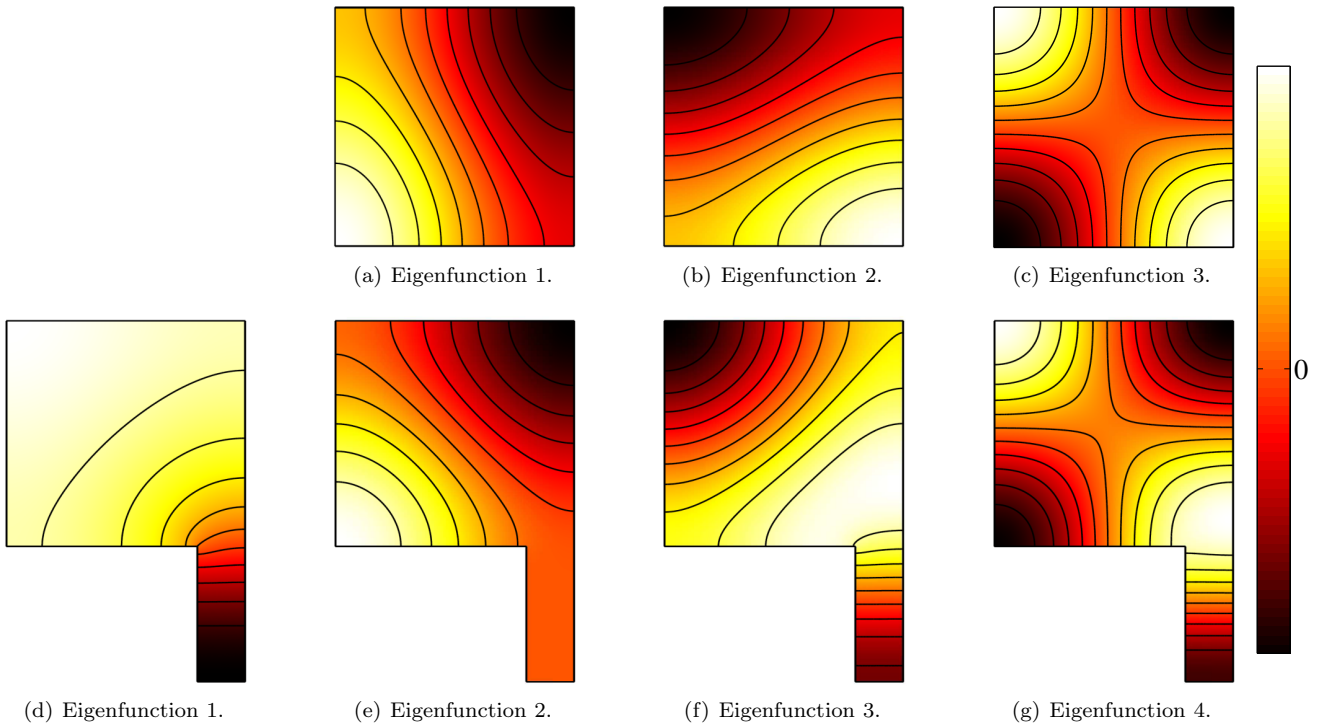 (a) Eigenfunction 1.
(b) Eigenfunction 2.
(c) Eigenfunction 3.
0
(d) Eigenfunction 1.
(e) Eigenfunction 2.
(f) Eigenfunction 3.
(g) Eigenfunction 4.